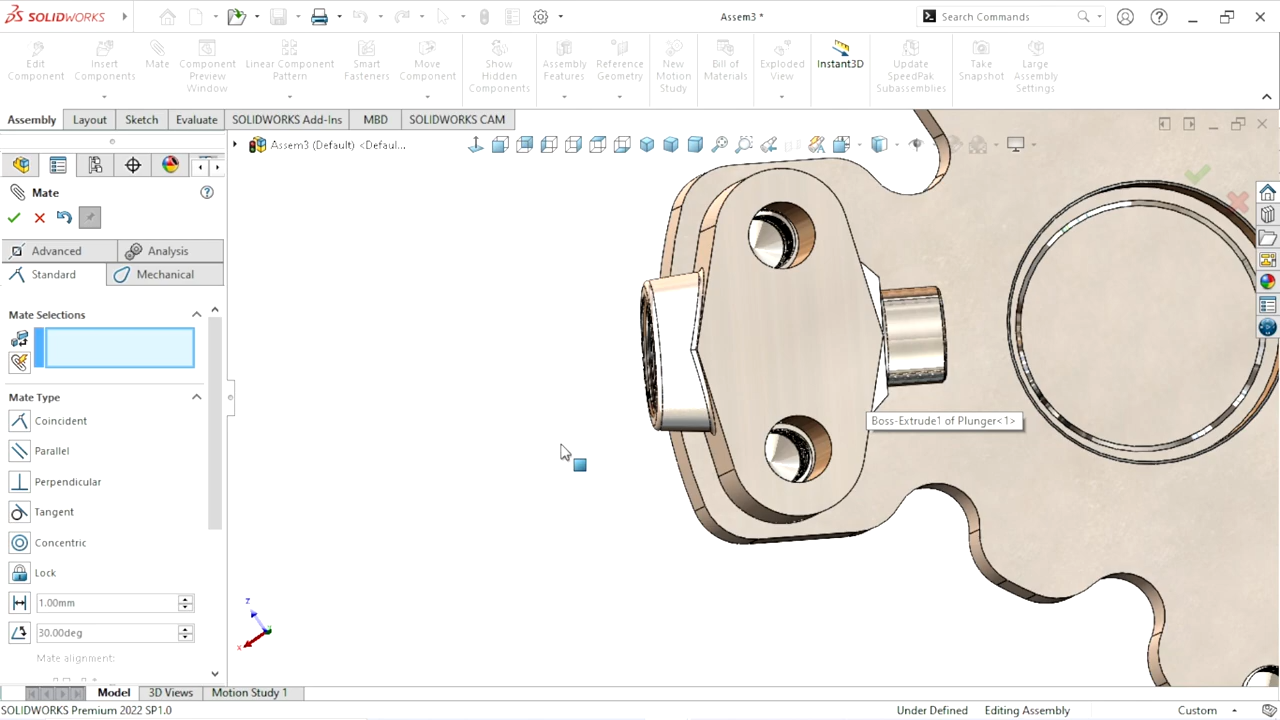 SOLIDWORKS
Assem3 *
Search Commands
Edit Component
Insert Components
Mate
Component Preview Window
Linear Component Pattern
Smart Fasteners
Move Component
Show Hidden Components
Assembly Features
Reference Geometry
New Motion Study
Bill of Materials
Exploded View
Instant3D
Update SpeedPak Subassemblies
Take Snapshot
Large Assembly Settings
Assembly
Layout
Sketch
Evaluate
SOLIDWORKS Add-Ins
MBD
SOLIDWORKS CAM
Assem3 (Default) <Defaul...
Mate
Advanced
Analysis
Standard
Mechanical
Mate Selections
Mate Type
Coincident
Parallel
Perpendicular
Tangent
Concentric
Lock
1.00mm
30.00deg
Mate alignment:
Boss-Extrude1 of Plunger<1>
z
x
Model
3D Views
Motion Study 1
SOLIDWORKS Premium 2022 SP1.0
Under Defined
Editing Assembly
Custom